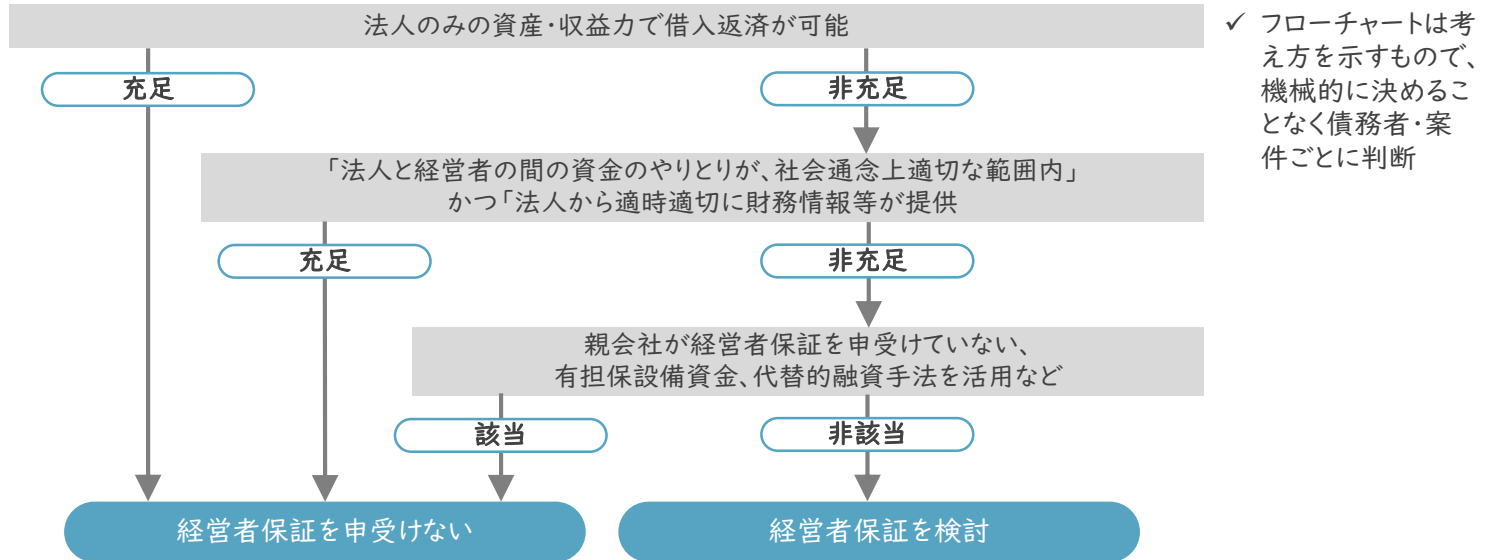 法人のみの資産・収益力で借入返済が可能
✓ フローチャートは考
え方を示すもので、
機械的に決めるこ
となく債務者・案
件ごとに判断
充足
非充足
「法人と経営者の間の資金のやりとりが、社会通念上適切な範囲内」
かつ「法人から適時適切に財務情報等が提供
充足
非充足
親会社が経営者保証を申受けていない、
有担保設備資金、代替的融資手法を活用など
該当
非該当
経営者保証を申受けない
経営者保証を検討